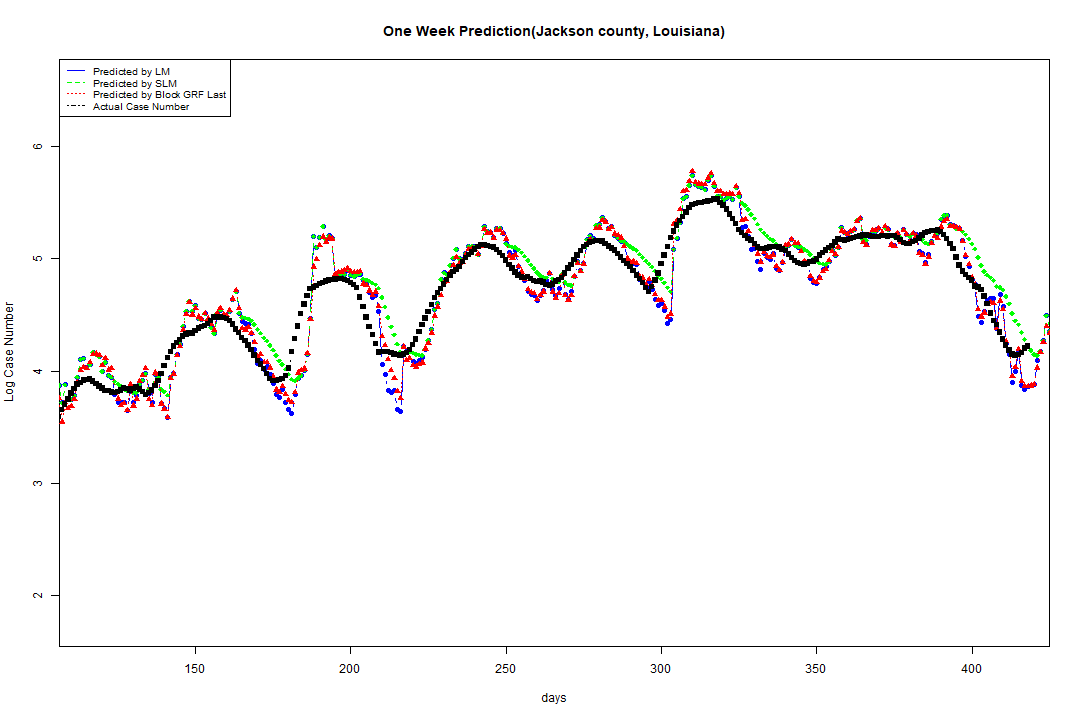 One Week Prediction(Jackson county, Louisiana)
Predicted by LM
Predicted by SLM
Predicted by Block GRF Last
Actual Case Number
6
5
4
3
2
Log Case Number
150 200 250 300 350 400
days